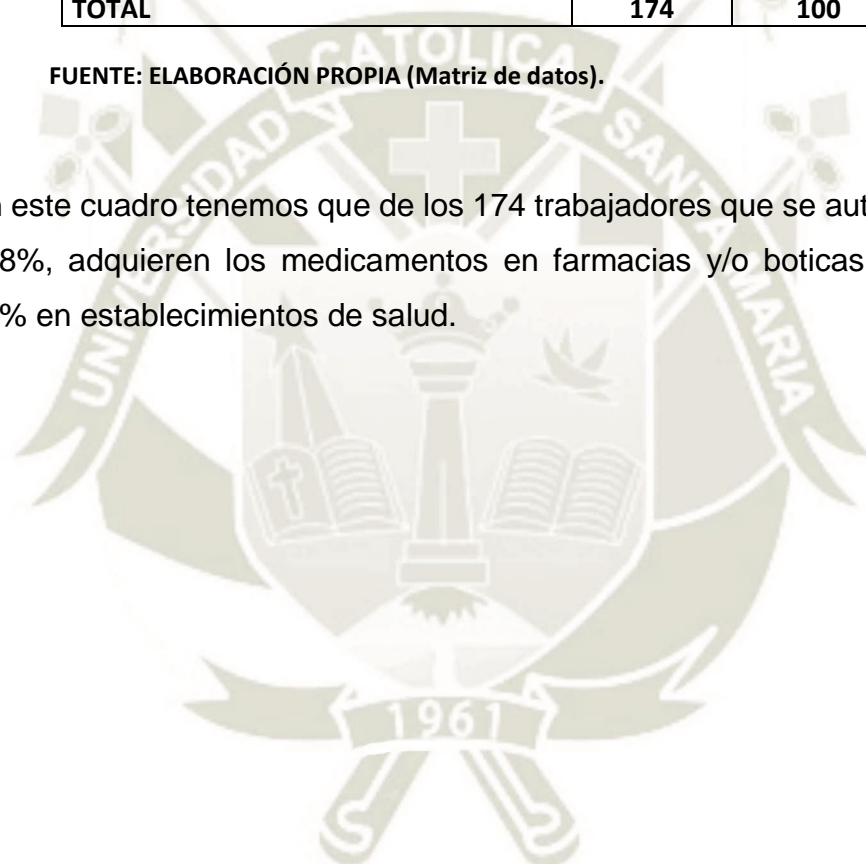 TOTAL 174 100
FUENTE: ELABORACIÓN PROPIA (Matriz de datos).
este cuadro tenemos que de los 174 trabajadores que se
8%, adquieren los medicamentos en farmacias y/o boticas
% en establecimientos de salud.
UNIVERSIDAD CATOLICA SANTA MARIA
1961